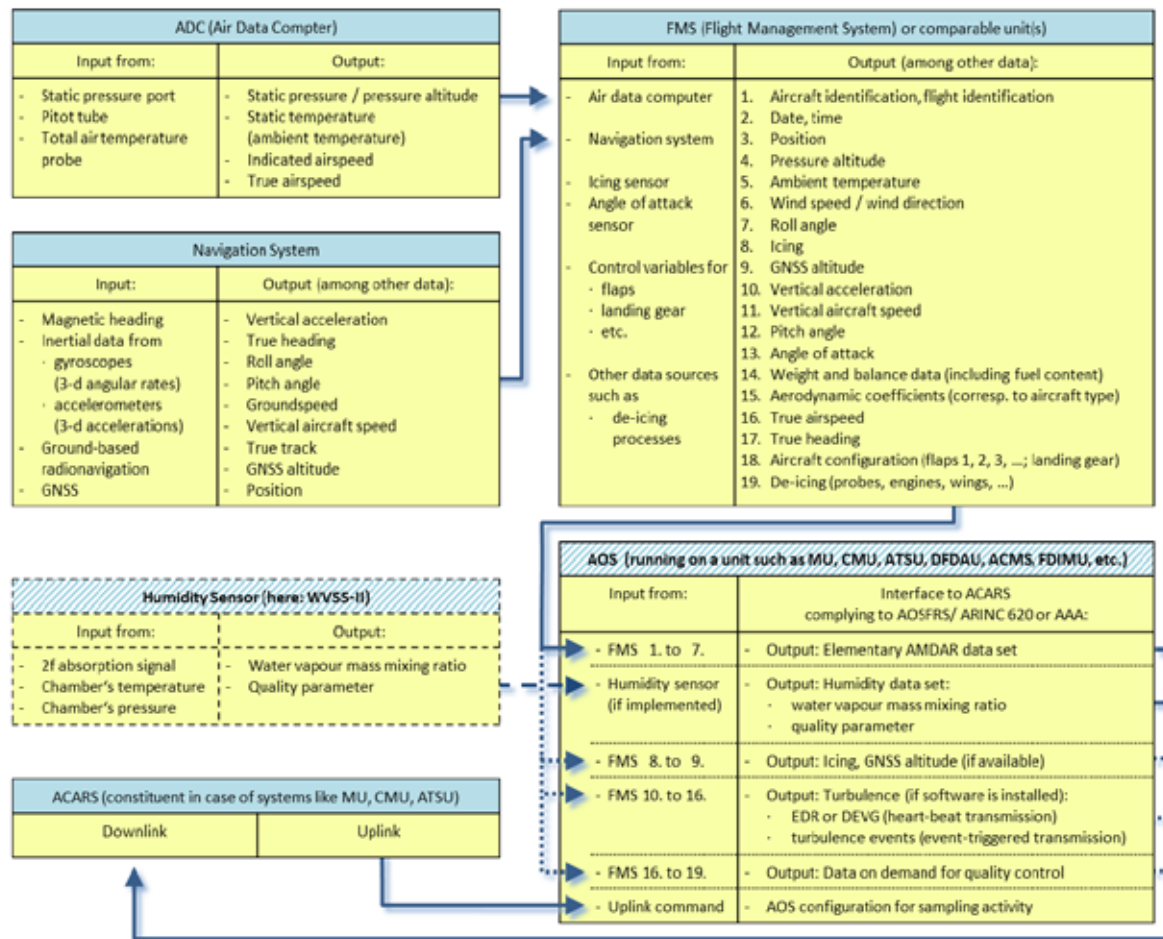 ADC (Air Data Compter)
Input from:
Output:
- Static pressure port
- Pitot tube
- Total air temperature
probe
- Static pressure / pressure altitude
- Static temperature
(ambient temperature)
- Indicated airspeed
- True airspeed
FMS (Flight Management System) or comparable unit(s)
Input from:
Output (among other data):
- Air data computer
- Navigation system
- Icing sensor
- Angle of attack
sensor
- Control variables for
· flaps
· landing gear
· etc.
- Other data sources
such as
· de-icing
processes
1. Aircraft identification, flight identification
2. Date, time
3. Position
4. Pressure altitude
5. Ambient temperature
6. Wind speed / wind direction
7. Roll angle
8. Icing
9. GNSS altitude
10. Vertical acceleration
11. Vertical aircraft speed
12. Pitch angle
13. Angle of attack
14. Weight and balance data (including fuel content)
15. Aerodynamic coefficients (corresp. to aircraft type)
16. True airspeed
17. True heading
18. Aircraft configuration (flaps 1, 2, 3, ...; landing gear)
19. De-icing (probes, engines, wings, ...)
Navigation System
Input:
Output (among other data):
- Magnetic heading
- Inertial data from
· gyroscopes
(3-d angular rates)
· accelerometers
(3-d accelerations)
- Ground-based
radionavigation
- GNSS
- Vertical acceleration
- True heading
- Roll angle
- Pitch angle
- Groundspeed
- Vertical aircraft speed
- True track
- GNSS altitude
- Position
Humidity Sensor (here: WVSS-II)
Input from:
Output:
- 2f absorption signal
- Chamber's temperature
- Chamber's pressure
- Water vapour mass mixing ratio
- Quality parameter
AOS (running on a unit such as MU, CMU, ATSU, DFDAU, ACMS, FDIMU, etc.)
Input from:
Interface to ACARS
complying to AOSFRS/ ARINC 620 or AAA:
- FMS 1. to 7.
- Output: Elementary AMDAR data set
- Humidity sensor
(if implemented)
- Output: Humidity data set:
· water vapour mass mixing ratio
· quality parameter
- FMS 8. to 9.
- Output: Icing, GNSS altitude (if available)
- FMS 10. to 16.
- Output: Turbulence (if software is installed):
· EDR or DEVG (heart-beat transmission)
· turbulence events (event-triggered transmission)
- FMS 16. to 19.
- Output: Data on demand for quality control
- Uplink command
- AOS configuration for sampling activity
ACARS (constituent in case of systems like MU, CMU, ATSU)
Downlink
Uplink